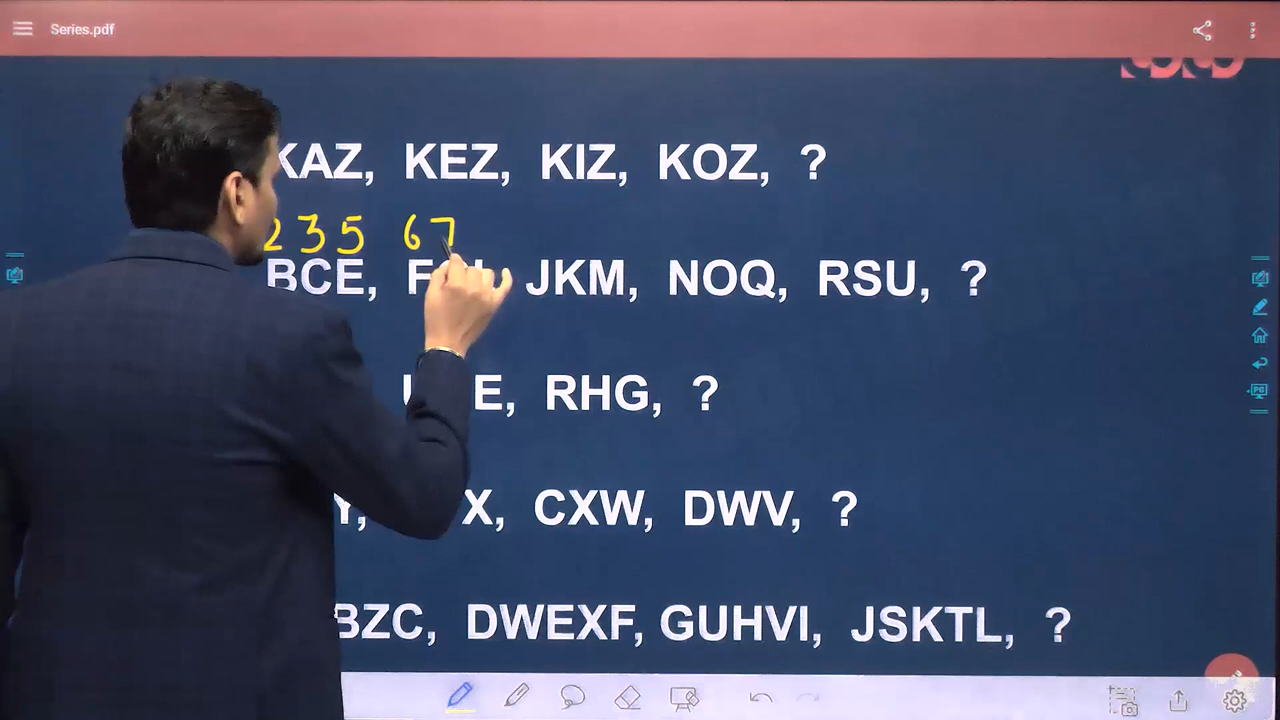 Series.pdf
KAZ, KEZ, KIZ, KOZ, ?
2 3 5 6 7
BCE, JKM, NOQ, RSU, ?
RHG, ?
CXW, DWV, ?
DWEXF, GUHVI, JSKTL, ?